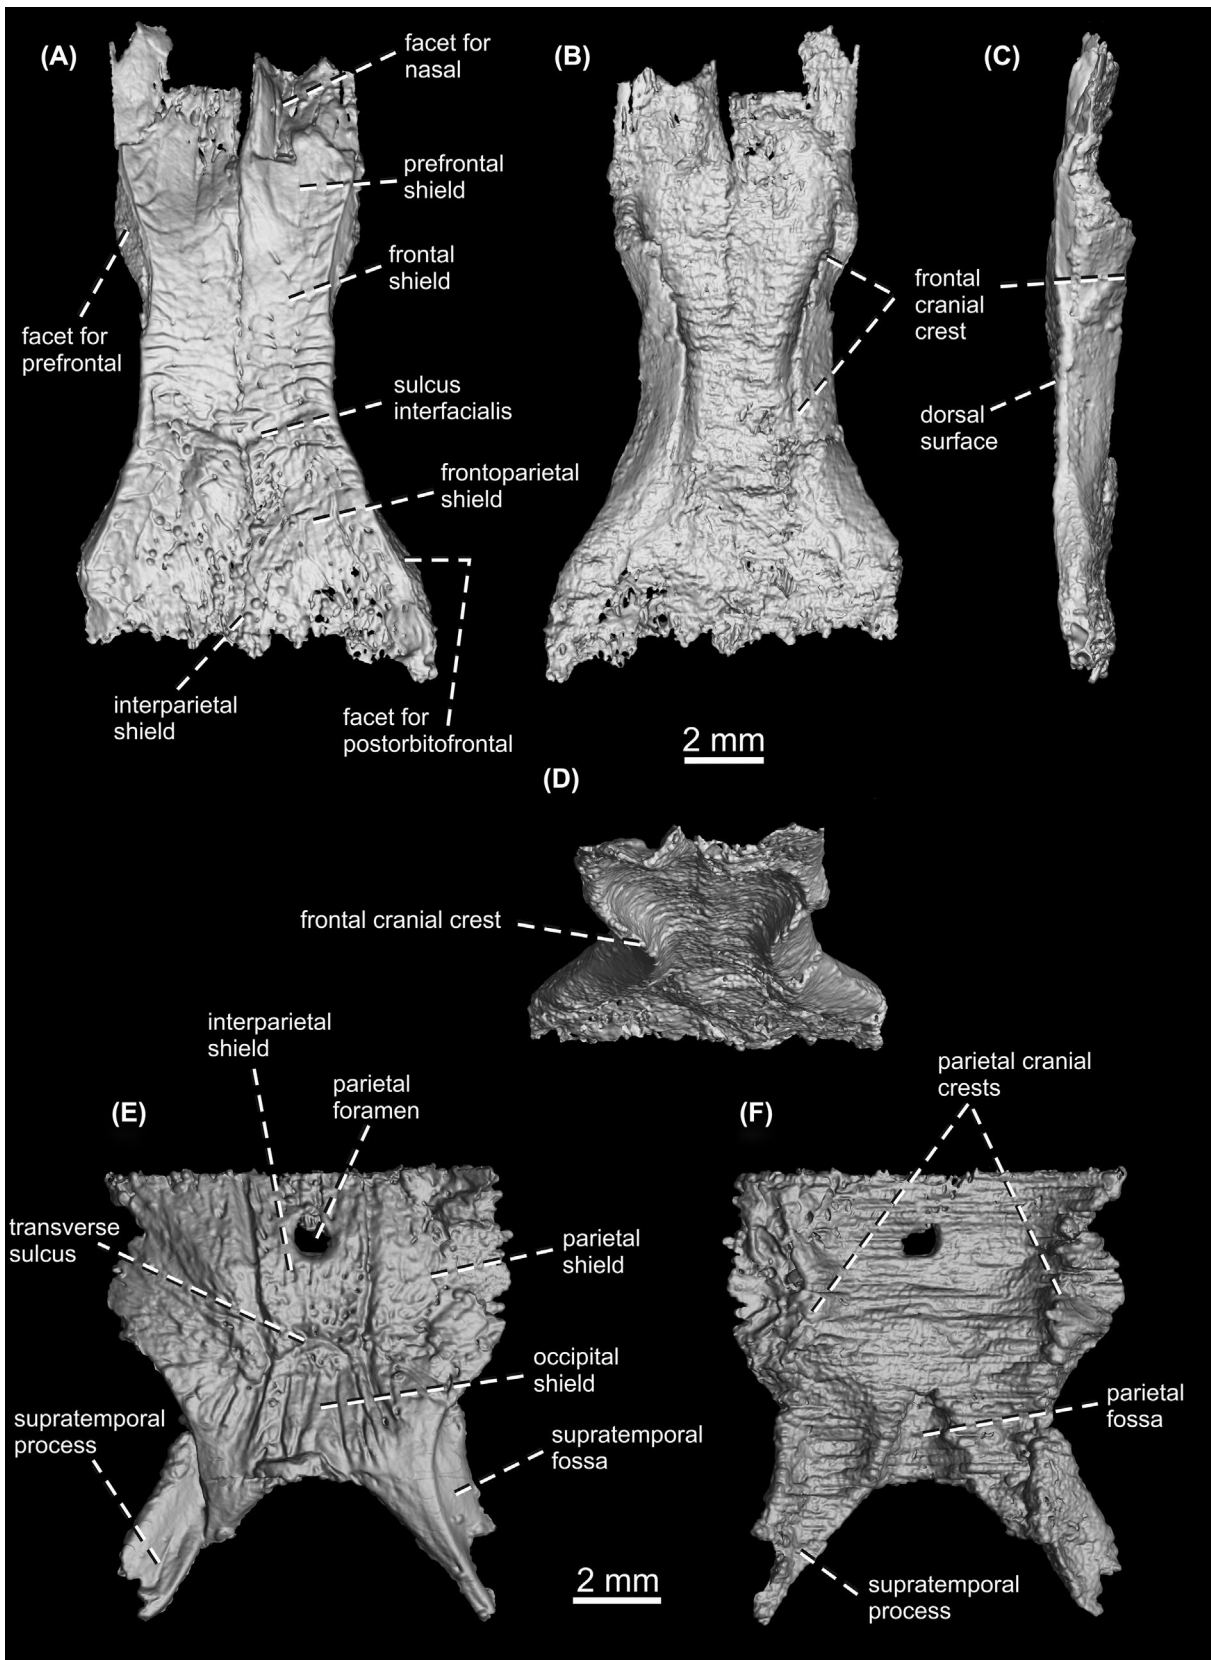 (A)
facet for
nasal
(B)
(C)
prefrontal
shield
frontal
shield
frontal
cranial
crest
facet for
prefrontal
sulcus
interfacialis
dorsal
surface
frontoparietal
shield
interparietal
shield
facet for
postorbitofrontal
2 mm
(D)
frontal cranial crest
interparietal
shield
parietal
foramen
parietal cranial
crests
(E)
(F)
transverse
sulcus
parietal
shield
occipital
shield
parietal
fossa
supratemporal
process
supratemporal
fossa
2 mm
supratemporal
process